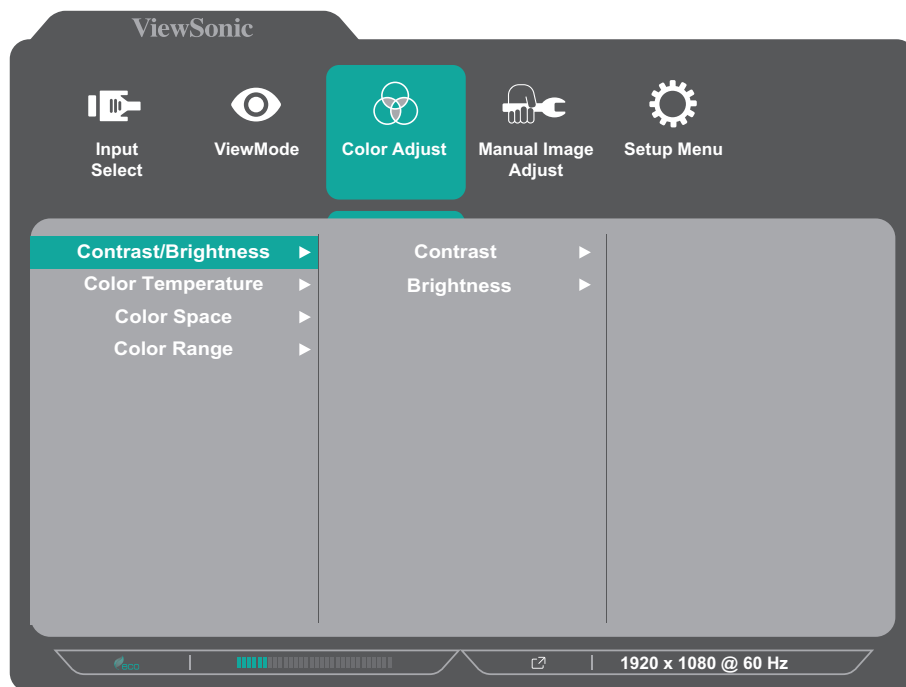 ViewSonic
Input
Select
ViewMode
Color Adjust
Manual Image
Adjust
Setup Menu
Contrast/Brightness
Color Temperature
Color Space
Color Range
Contrast
Brightness
eco
1920 x 1080 @ 60 Hz